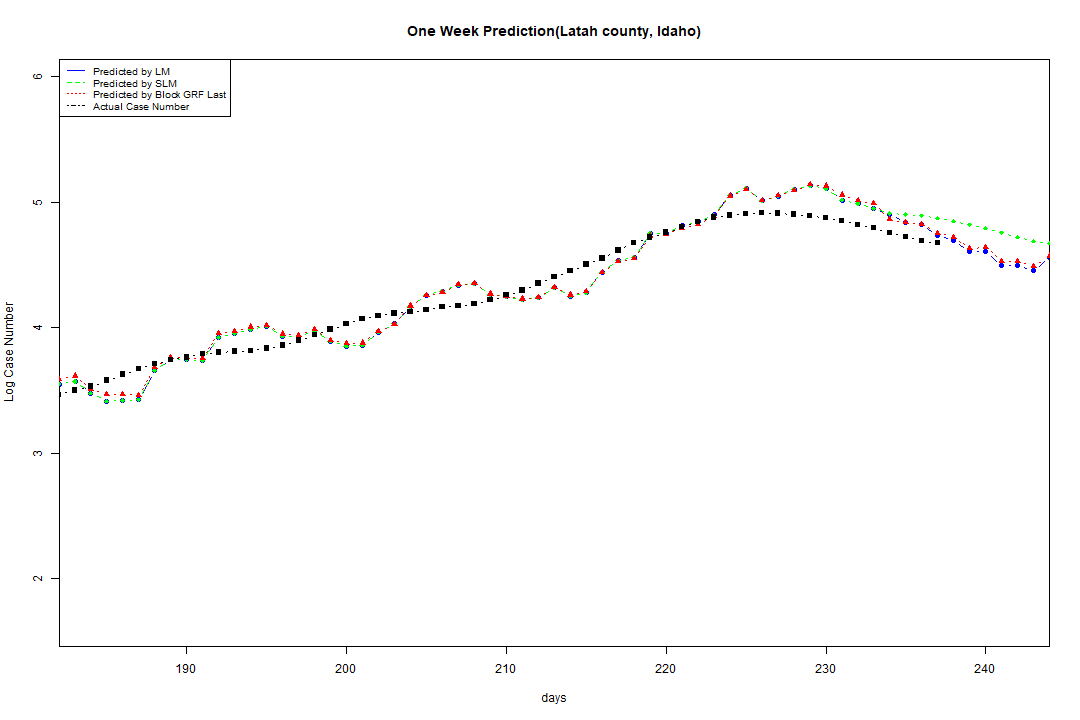 One Week Prediction(Latah county, Idaho)
Predicted by LM
Predicted by SLM
Predicted by Block GRF Last
Actual Case Number
6
5
4
3
2
Log Case Number
190 200 210 220 230 240
days